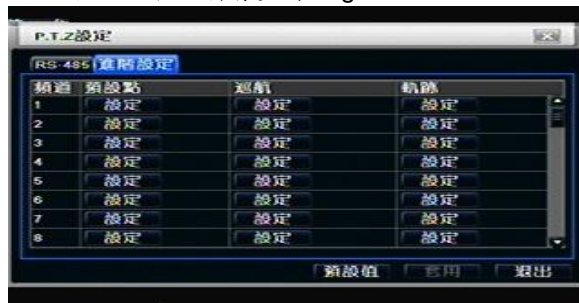 P.T.Z設定
RS-485 進階設定
頻道 預設點 巡航 軌跡
1 設定 設定 設定
2 設定 設定 設定
3 設定 設定 設定
4 設定 設定 設定
5 設定 設定 設定
6 設定 設定 設定
7 設定 設定 設定
8 設定 設定 設定
預設值 套用 退出